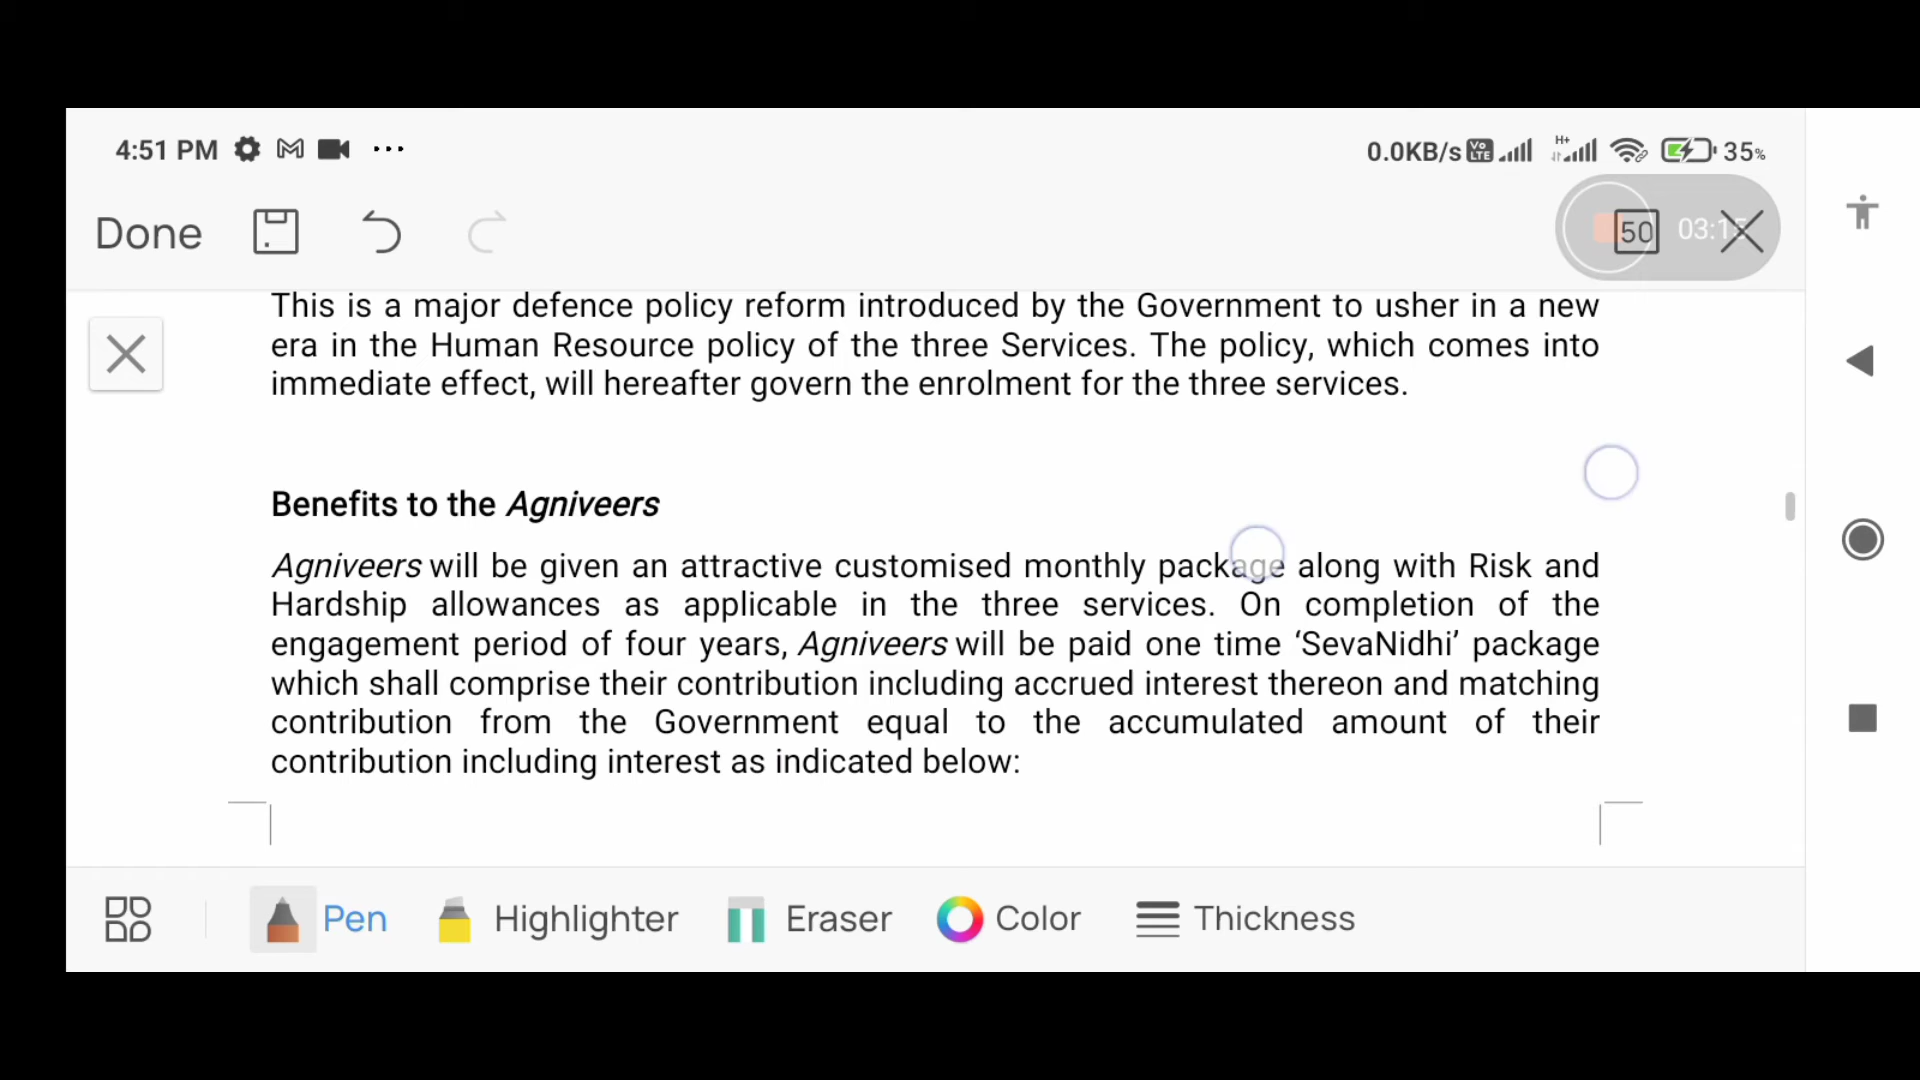 4:51 PM ... 0.0KB/s Vo LTE H+ 35%
Done 50 03:15
This is a major defence policy reform introduced by the Government to usher in a new
era in the Human Resource policy of the three Services. The policy, which comes into
immediate effect, will hereafter govern the enrolment for the three services.
Benefits to the Agniveers
Agniveers will be given an attractive customised monthly package along with Risk and
Hardship allowances as applicable in the three services. On completion of the
engagement period of four years, Agniveers will be paid one time ‘SevaNidhi’ package
which shall comprise their contribution including accrued interest thereon and matching
contribution from the Government equal to the accumulated amount of their
contribution including interest as indicated below:
Pen Highlighter Eraser Color Thickness